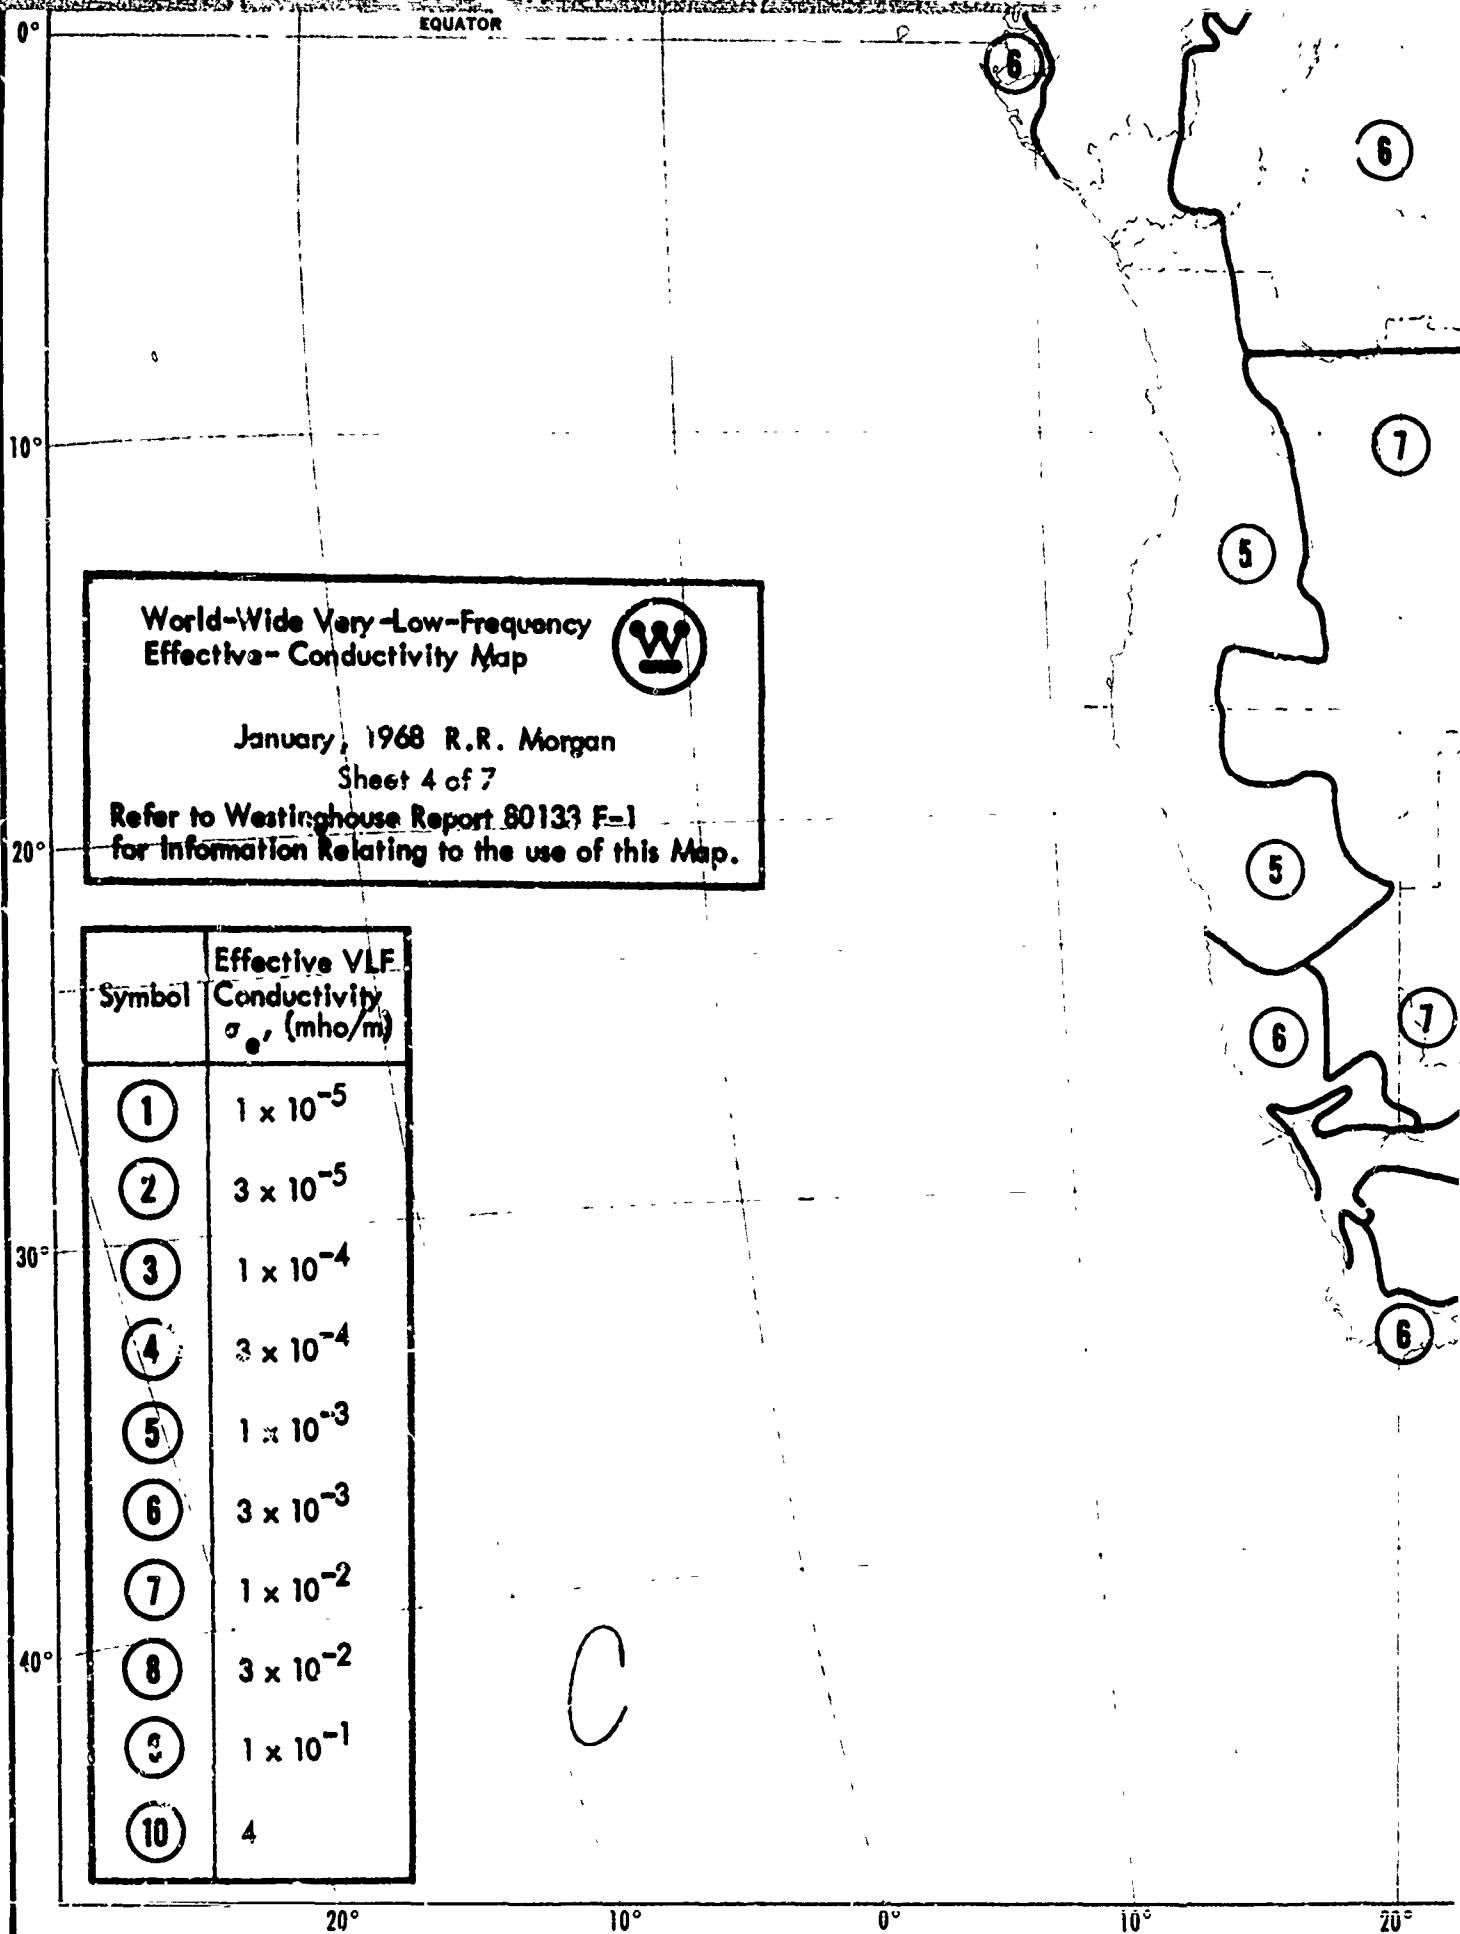 0°
EQUATOR
6
6
10°
7
5
World-Wide Very-Low-Frequency
Effective-Conductivity Map
W
January, 1968 R.R. Morgan
Sheet 4 of 7
Refer to Westinghouse Report 80133 F-1
for Information Relating to the use of this Map.
20°
5
Symbol
Effective VLF
Conductivity
σe, (mho/m)
7
6
1 1 x 10-5
2 3 x 10-5
30°
3 1 x 10-4
4 3 x 10-4
6
5 1 x 10-3
6 3 x 10-3
7 1 x 10-2
40°
8 3 x 10-2
C
1 x 10-1
10 4
20° 10° 0° 10° 20°